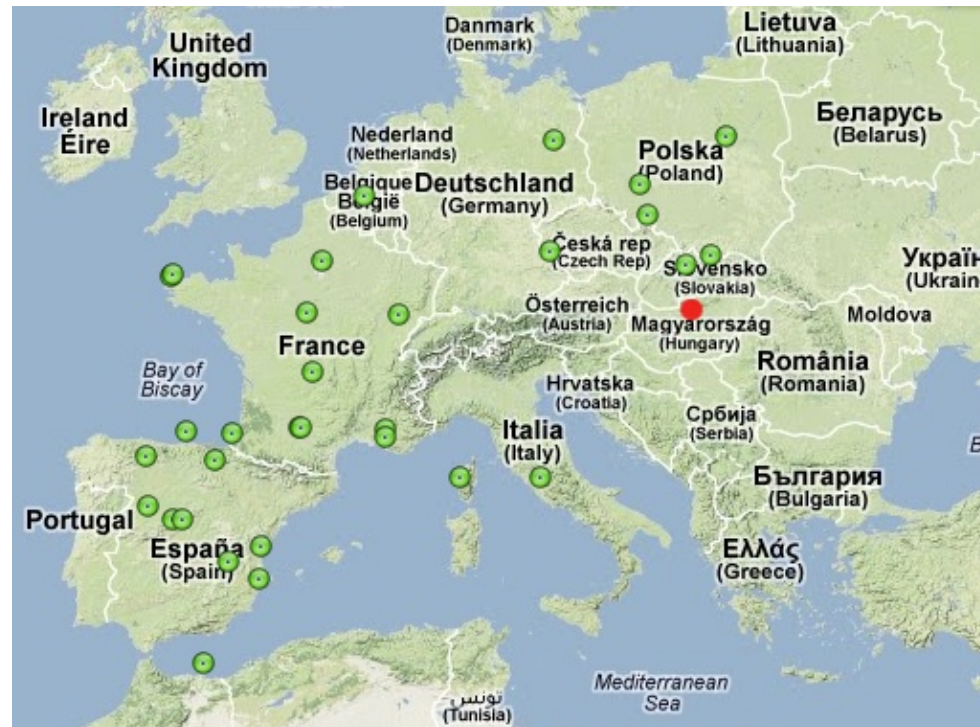 Danmark
(Denmark)
Lietuva
(Lithuania)
United
Kingdom
Ireland
Éire
Беларусь
(Belarus)
Nederland
(Netherlands)
Polska
(Poland)
Belgique
België
(Belgium)
Deutschland
(Germany)
Česká rep
(Czech Rep)
Україн
(Ukraine
Slovensko
(Slovakia)
Österreich
(Austria)
Magyarország
(Hungary)
Moldova
France
România
(Romania)
Bay of
Biscay
Hrvatska
(Croatia)
Србија
(Serbia)
Italia
(Italy)
България
(Bulgaria)
Portugal
España
(Spain)
Ελλάς
(Greece)
Mediterranean
Sea
تونس
(Tunisia)